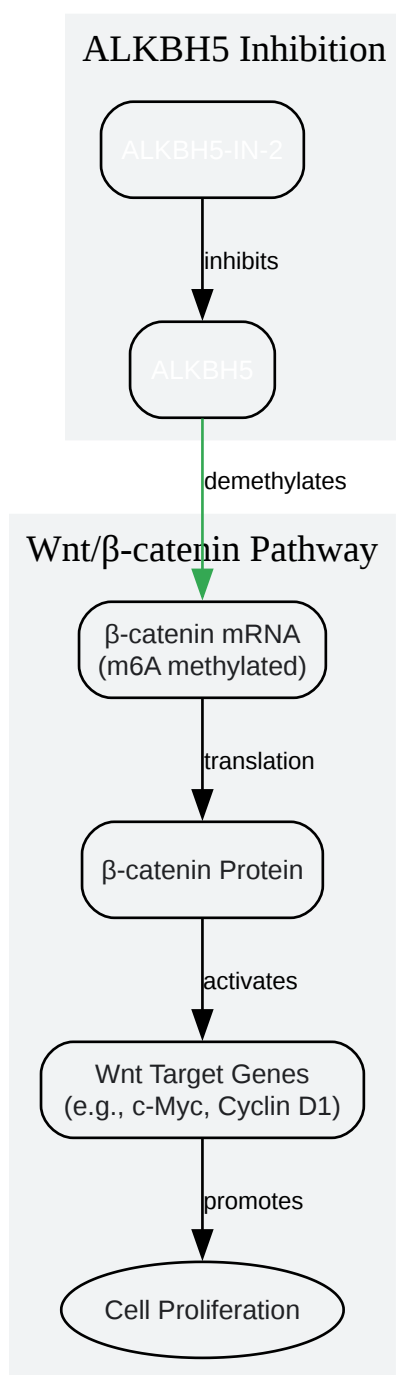 ALKBH5 Inhibition
ALKBH5-IN-2
inhibits
ALKBH5
demethylates
Wnt/β-catenin Pathway
β-catenin mRNA
(m6A methylated)
translation
β-catenin Protein
activates
Wnt Target Genes
(e.g., c-Myc, Cyclin D1)
promotes
Cell Proliferation